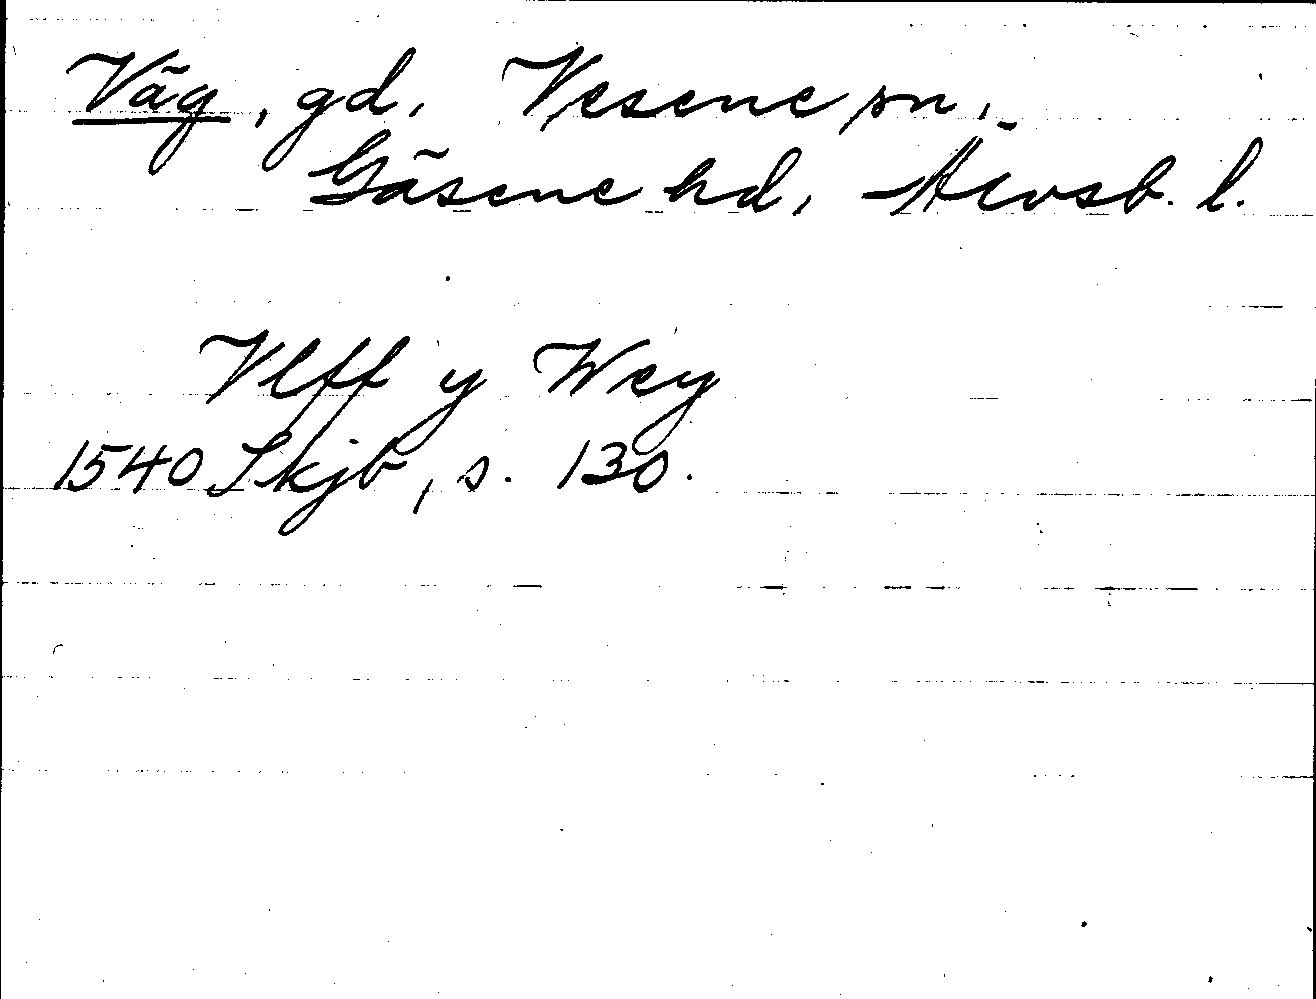 Väg, gd, Vesene sn,
Gäsene hd, Älvsb. l.
Vlff y Wey
1540 Skjb, s. 130.